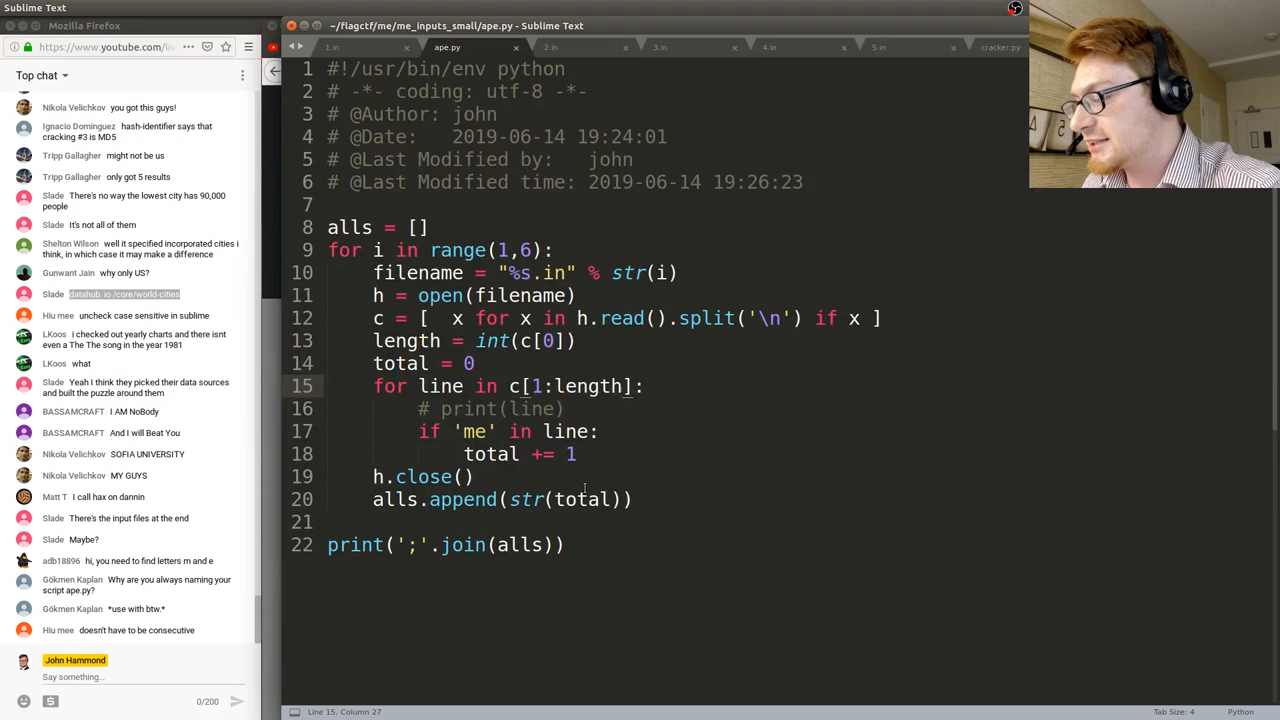 Sublime Text
Mozilla Firefox
https://www.youtube.com/liv
Top chat
Nikola Velichkov you got this guys!
Ignacio Dominguez hash-identifier says that
cracking #3 is MD5
Tripp Gallagher might not be us
Tripp Gallagher only got 5 results
Slade There's no way the lowest city has 90,000
people
Slade It's not all of them
Shelton Wilson well it specified incorporated cities i
think, in which case it may make a difference
Gunwant Jain why only US?
Slade datahub. io /core/world-cities
Hiu mee uncheck case sensitive in sublime
LKoos i checked out yearly charts and there isnt
even a The The song in the year 1981
LKoos what
Slade Yeah I think they picked their data sources
and built the puzzle around them
BASSAMCRAFT I AM NoBody
BASSAMCRAFT And I will Beat You
Nikola Velichkov SOFIA UNIVERSITY
Nikola Velichkov MY GUYS
Matt T I call hax on dannin
Slade There's the input files at the end
Slade Maybe?
adb18896 hi, you need to find letters m and e
Gökmen Kaplan Why are you always naming your
script ape.py?
Gökmen Kaplan *use with btw.*
Hiu mee doesn't have to be consecutive
John Hammond
Say something...
0/200
~/flagctf/me/me_inputs_small/ape.py - Sublime Text
1.in ape.py 2.in 3.in 4.in 5.in cracker.py
1 #!/usr/bin/env python
2 # -*- coding: utf-8 -*-
3 # @Author: john
4 # @Date:   2019-06-14 19:24:01
5 # @Last Modified by:   john
6 # @Last Modified time: 2019-06-14 19:26:23
7
8 alls = []
9 for i in range(1,6):
10     filename = "%s.in" % str(i)
11     h = open(filename)
12     c = [  x for x in h.read().split('\n') if x ]
13     length = int(c[0])
14     total = 0
15     for line in c[1:length]:
16         # print(line)
17         if 'me' in line:
18             total += 1
19     h.close()
20     alls.append(str(total))
21
22 print(';'.join(alls))
Line 15, Column 27
Tab Size: 4
Python